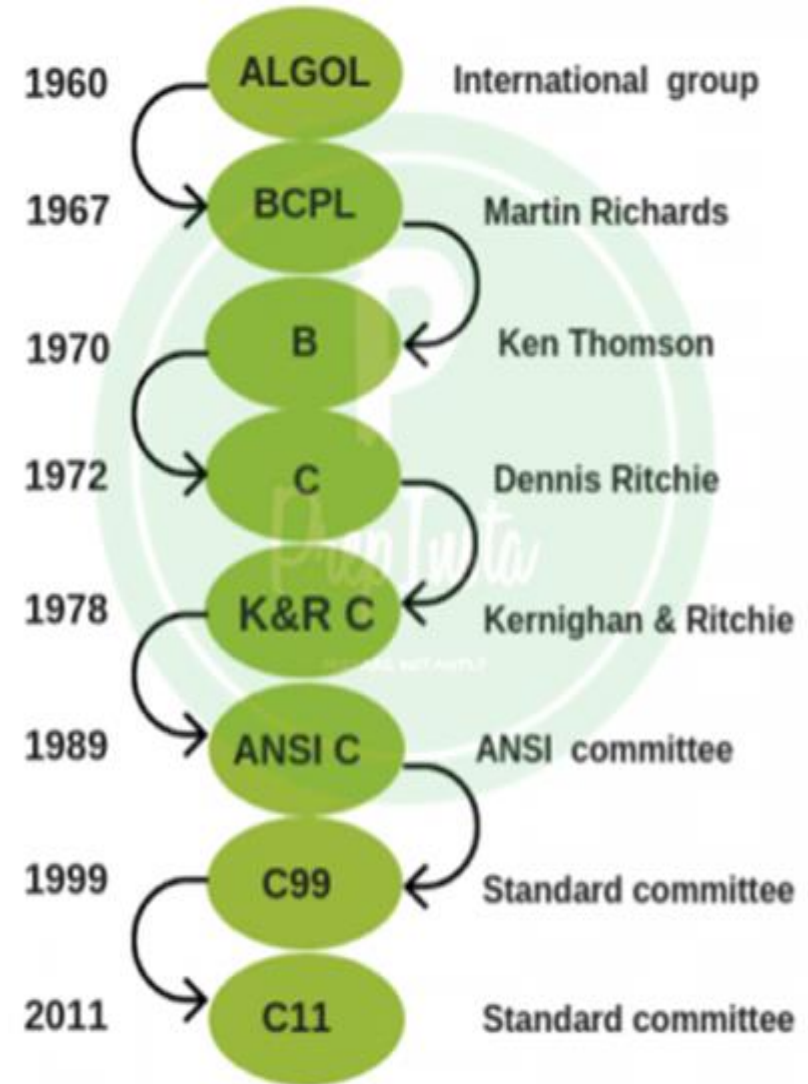 1960 ALGOL International group
1967 BCPL Martin Richards
1970 B Ken Thomson
1972 C Dennis Ritchie
PrepInsta
1978 K&R C Kernighan & Ritchie
1989 ANSI C ANSI committee
1999 C99 Standard committee
2011 C11 Standard committee